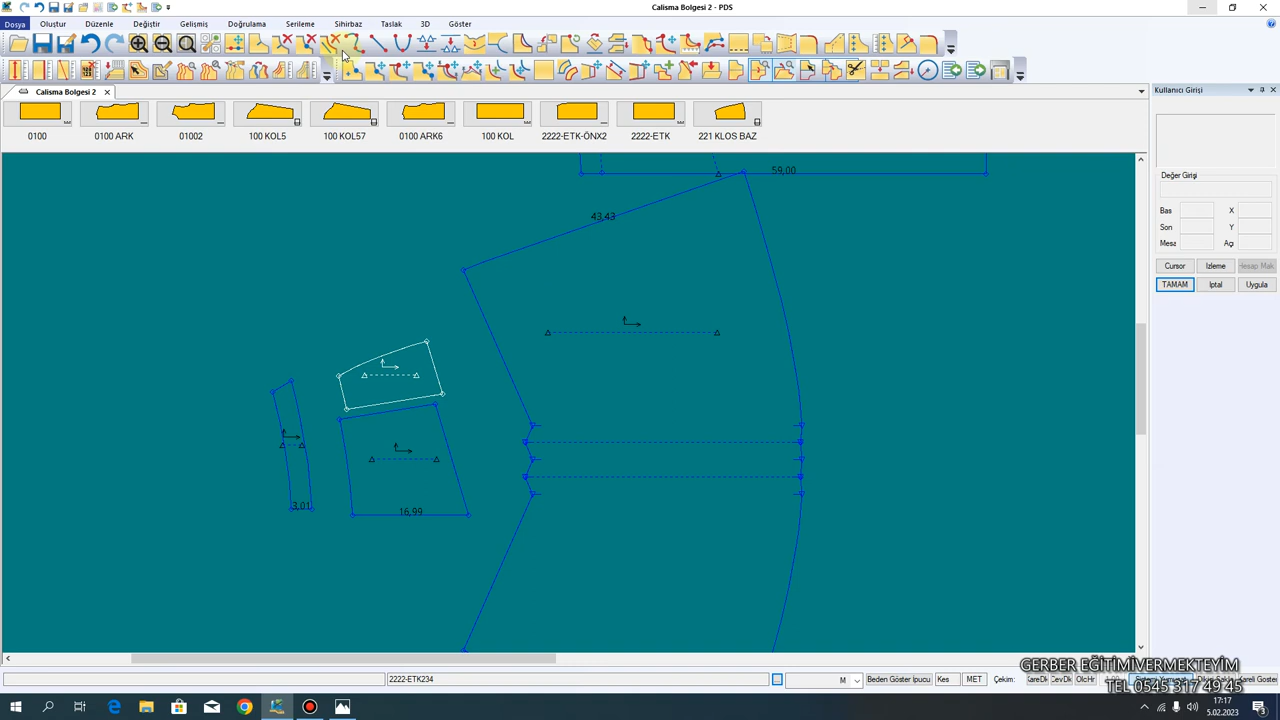 Calisma Bolgesi 2 - PDS
Dosya Oluştur Düzenle Değiştir Gelişmiş Doğrulama Serileme Sihirbaz Taslak 3D Göster
Calisma Bolgesi 2
Kullanıcı Girişi
0100
0100 ARK
01002
100 KOL5
100 KOL57
0100 ARK6
100 KOL
2222-ETK-ÖNX2
2222-ETK
221 KLOS BAZ
59,00
43,43
3,01
16,99
Değer Girişi
Bas X
Son Y
Mesa Açı
Cursor Izleme Hesap Mak
TAMAM Iptal Uygula
2222-ETK234
M
Beden Göster İpucu
Kes
MET
Çekim:
GERBER EĞİTİMİVERMEKTEYİM
TEL 0545 317 49 45
17:17
5.02.2023